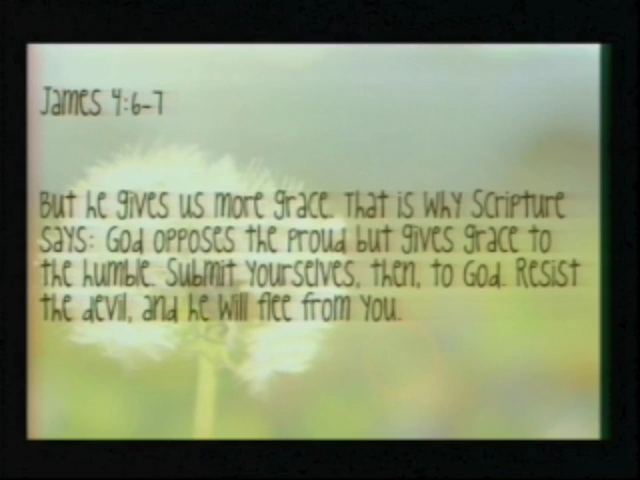 James 4:6-7
But he gives us more grace. That is why Scripture
says: God opposes the proud but gives grace to
the humble. Submit yourselves, then, to God. Resist
the devil, and he will flee from you.